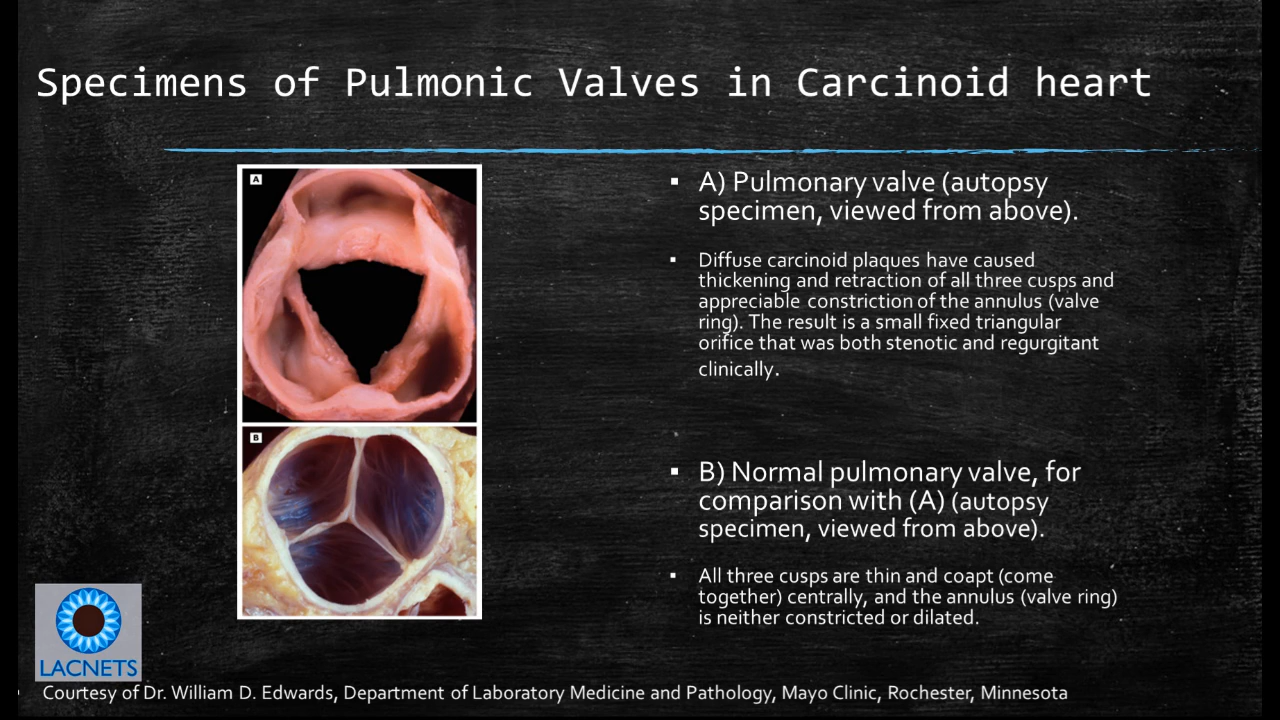 Specimens of Pulmonic Valves in Carcinoid heart
A
B
▪ A) Pulmonary valve (autopsy
specimen, viewed from above).
▪ Diffuse carcinoid plaques have caused
thickening and retraction of all three cusps and
appreciable constriction of the annulus (valve
ring). The result is a small fixed triangular
orifice that was both stenotic and regurgitant
clinically.
▪ B) Normal pulmonary valve, for
comparison with (A) (autopsy
specimen, viewed from above).
▪ All three cusps are thin and coapt (come
together) centrally, and the annulus (valve ring)
is neither constricted or dilated.
LACNETS
Courtesy of Dr. William D. Edwards, Department of Laboratory Medicine and Pathology, Mayo Clinic, Rochester, Minnesota